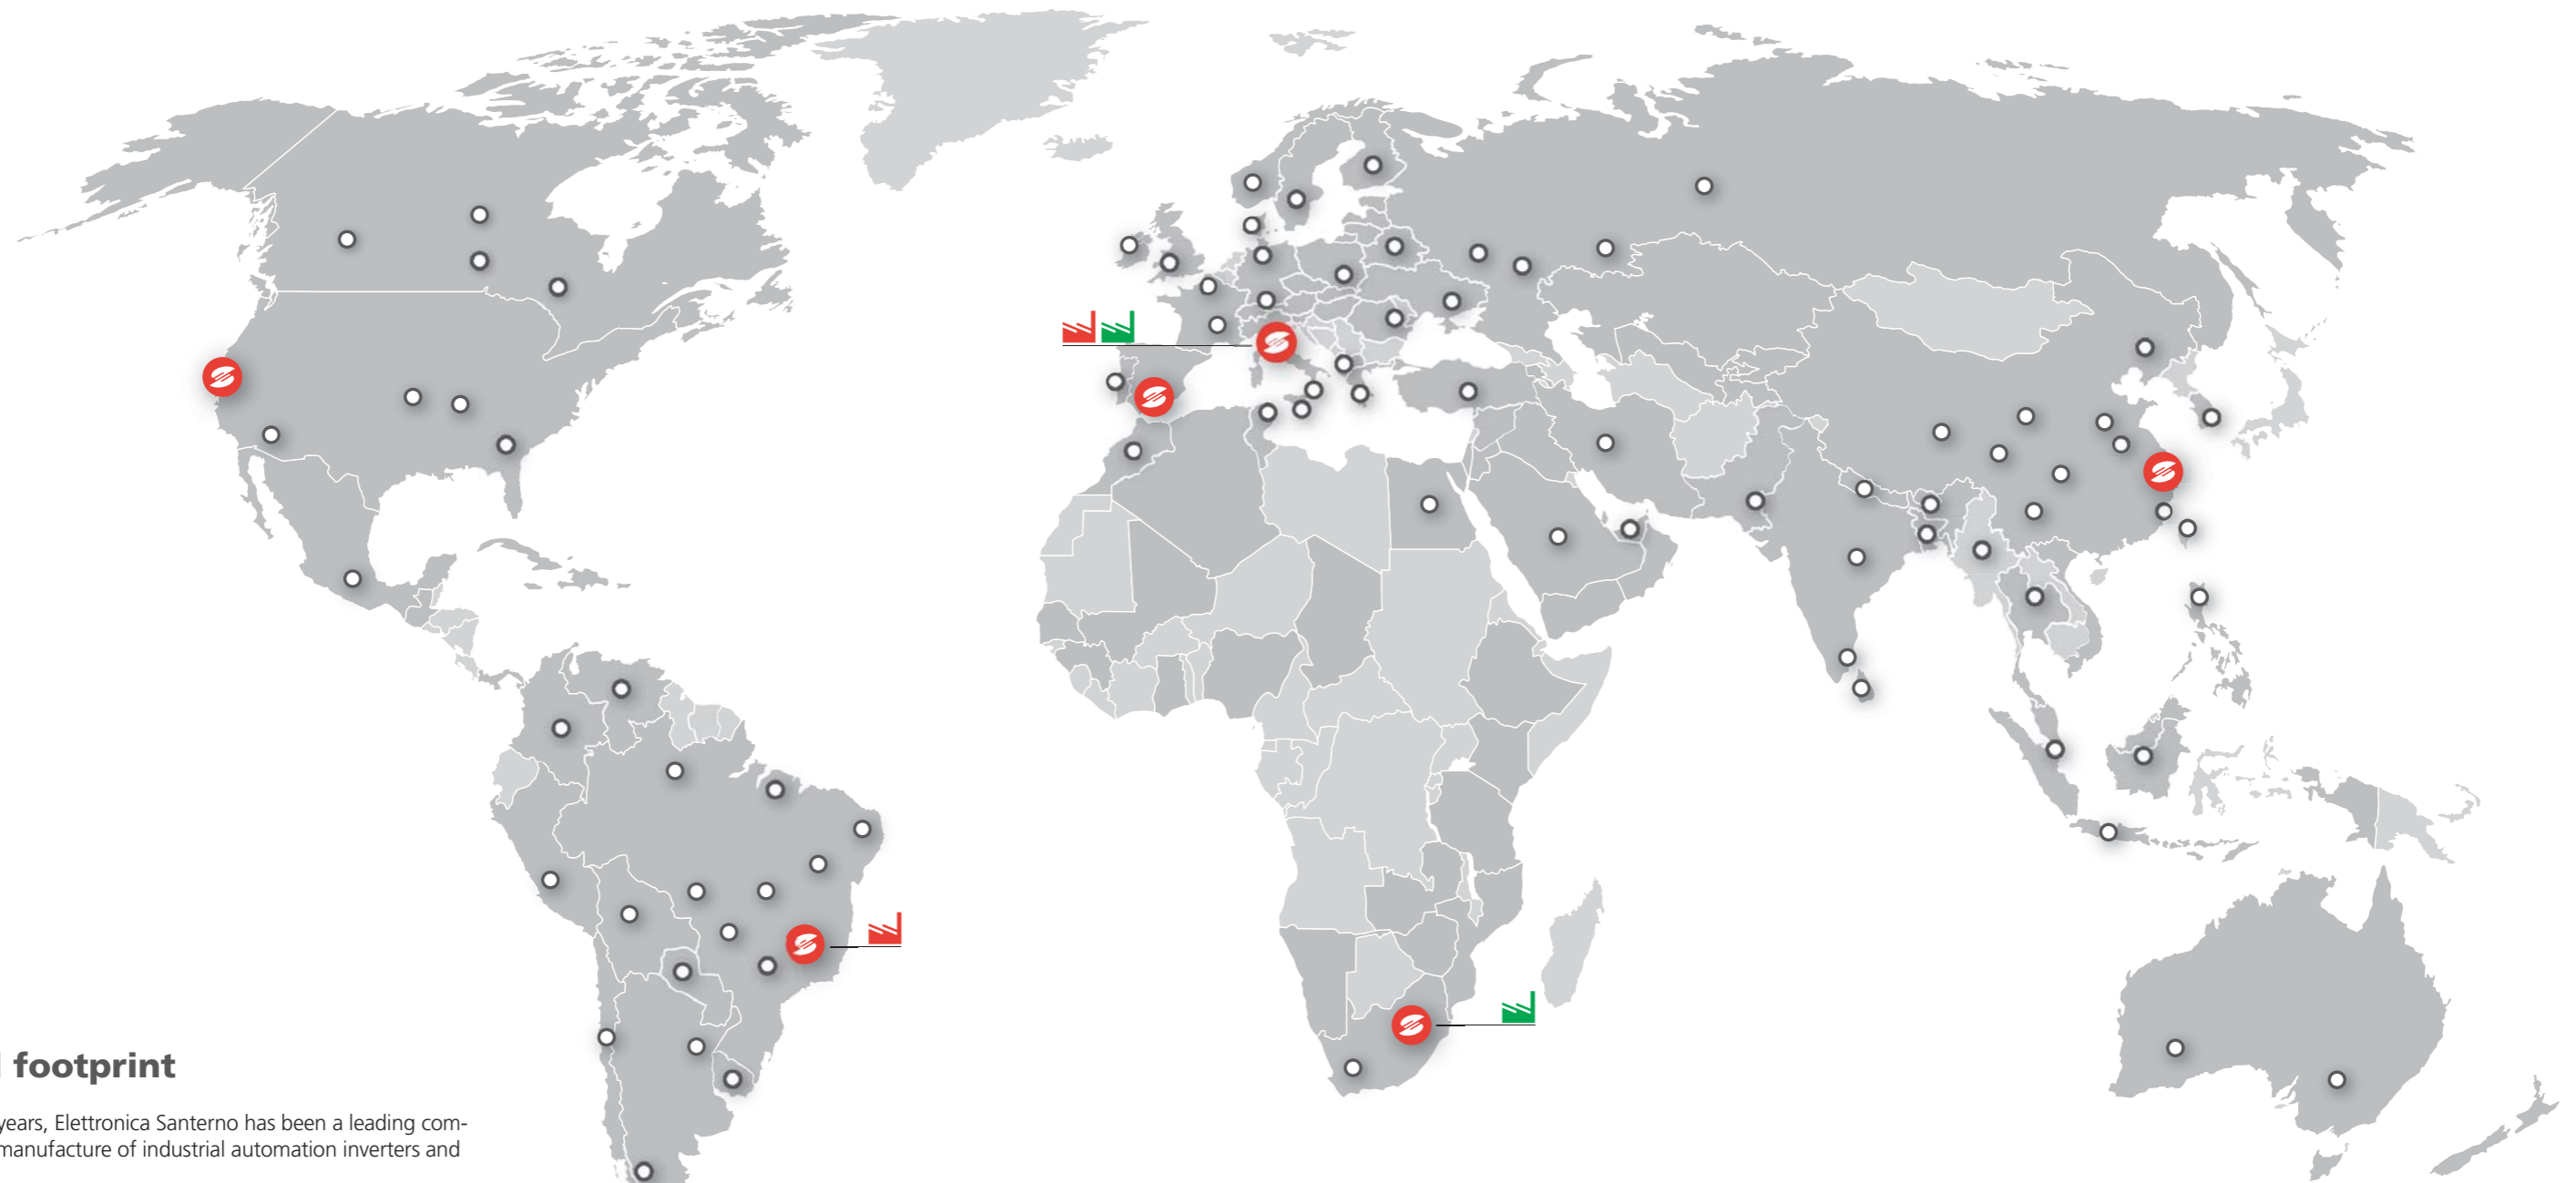 footprint
years, Elettronica Santerno has been a leading com-
manufacture of industrial automation inverters and